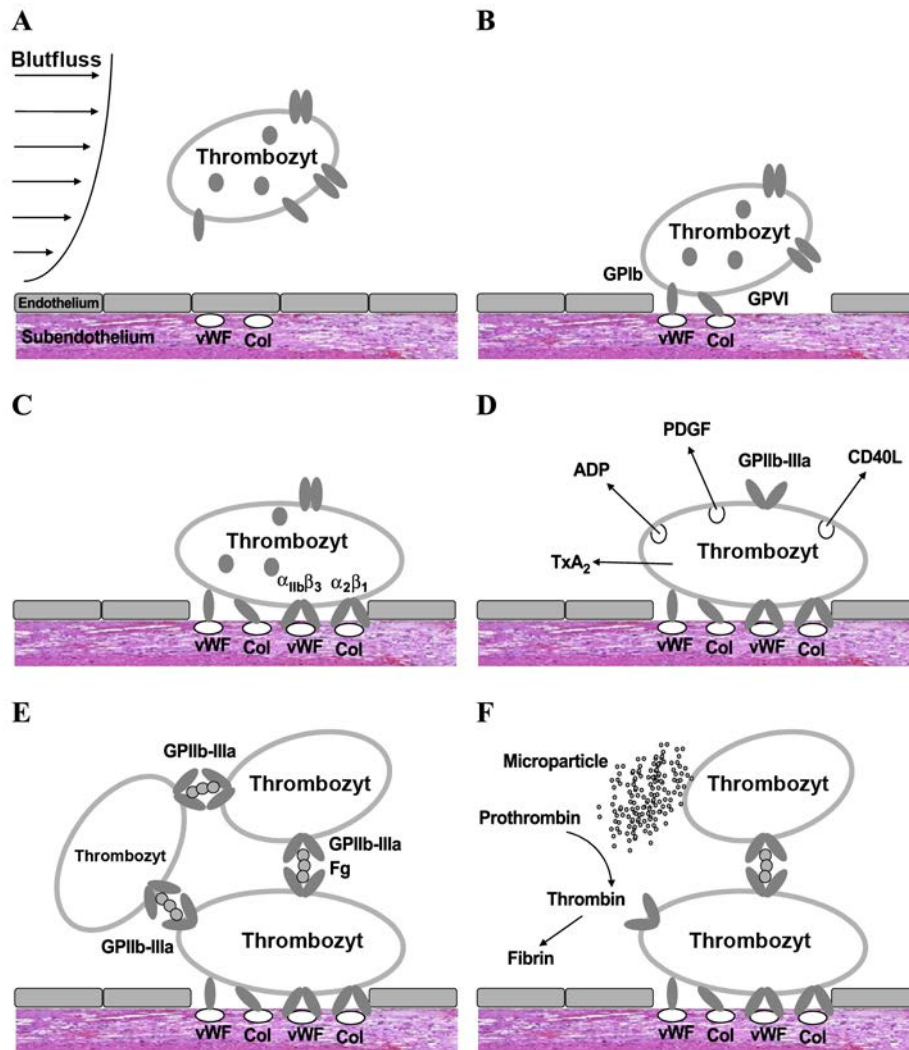 A
Blutfluss
Thrombozyt
Endothelium
Subendothelium
vWF
Col
B
Thrombozyt
GPIb
GPVI
vWF
Col
C
Thrombozyt
αIIbβ3 α2β1
vWF
Col
vWF
Col
D
PDGF
GPIIb-IIIa
ADP
CD40L
Thrombozyt
TxA2
vWF
Col
vWF
Col
E
GPIIb-IIIa
Thrombozyt
GPIIb-IIIa
Fg
Thrombozyt
GPIIb-IIIa
Thrombozyt
vWF
Col
vWF
Col
F
Microparticle
Thrombozyt
Prothrombin
Thrombin
Thrombozyt
Fibrin
vWF
Col
vWF
Col